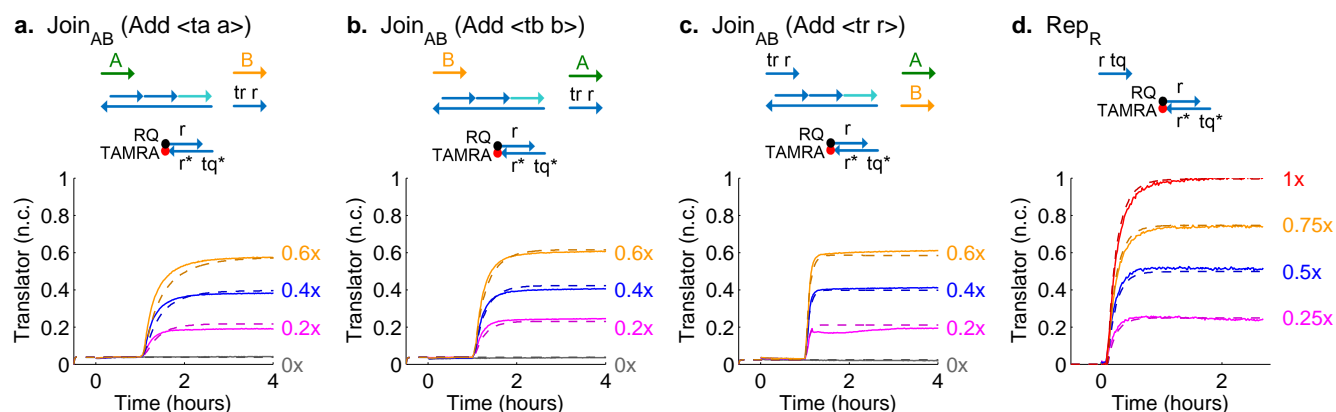 a. Join_AB (Add <ta a>)
A
B
tr r
RQ
r
TAMRA
r* tq*
Translator (n.c.)
1
0.8
0.6
0.4
0.2
0
0.6x
0.4x
0.2x
0x
0 2 4
Time (hours)
b. Join_AB (Add <tb b>)
B
A
tr r
RQ
r
TAMRA
r* tq*
Translator (n.c.)
1
0.8
0.6
0.4
0.2
0
0.6x
0.4x
0.2x
0x
0 2 4
Time (hours)
c. Join_AB (Add <tr r>)
tr r
A
B
RQ
r
TAMRA
r* tq*
Translator (n.c.)
1
0.8
0.6
0.4
0.2
0
0.6x
0.4x
0.2x
0x
0 2 4
Time (hours)
d. Rep_R
r tq
RQ
r
TAMRA
r* tq*
Translator (n.c.)
1
0.8
0.6
0.4
0.2
0
1x
0.75x
0.5x
0.25x
0 2
Time (hours)